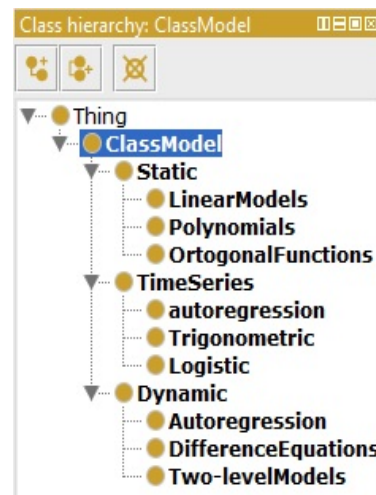 Class hierarchy: ClassModel
Thing
ClassModel
Static
LinearModels
Polynomials
OrtogonalFunctions
TimeSeries
autoregression
Trigonometric
Logistic
Dynamic
Autoregression
DifferenceEquations
Two-levelModels